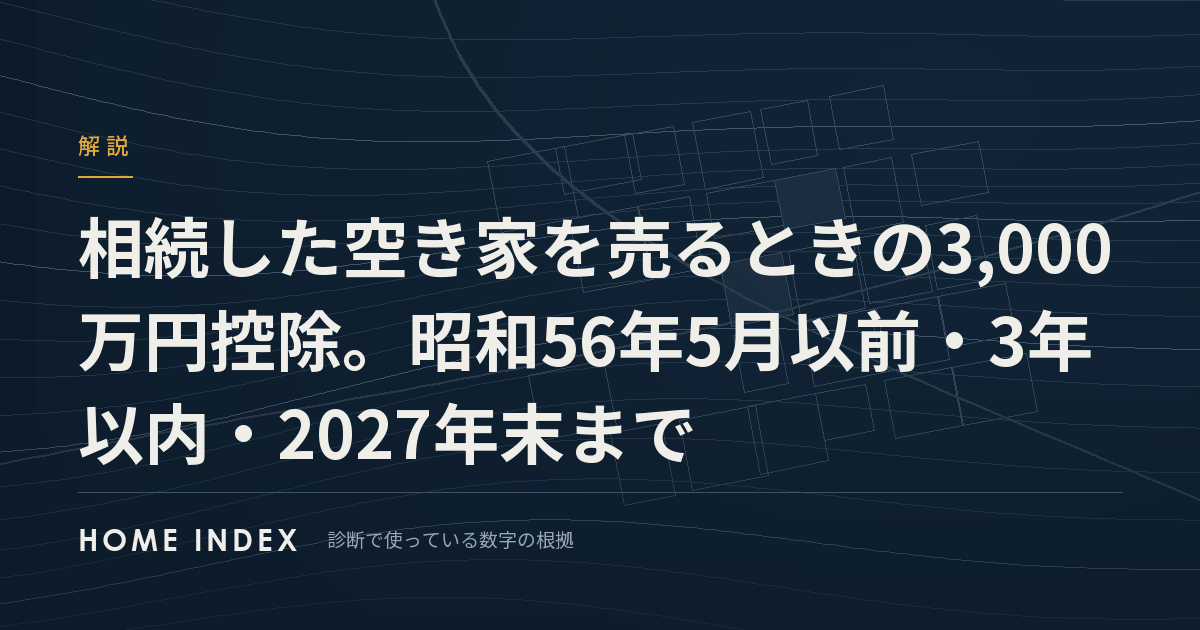 解説
相続した空き家を売るときの3,000
万円控除。昭和56年5月以前・3年
以内・2027年末まで
HOME INDEX 診断で使っている数字の根拠